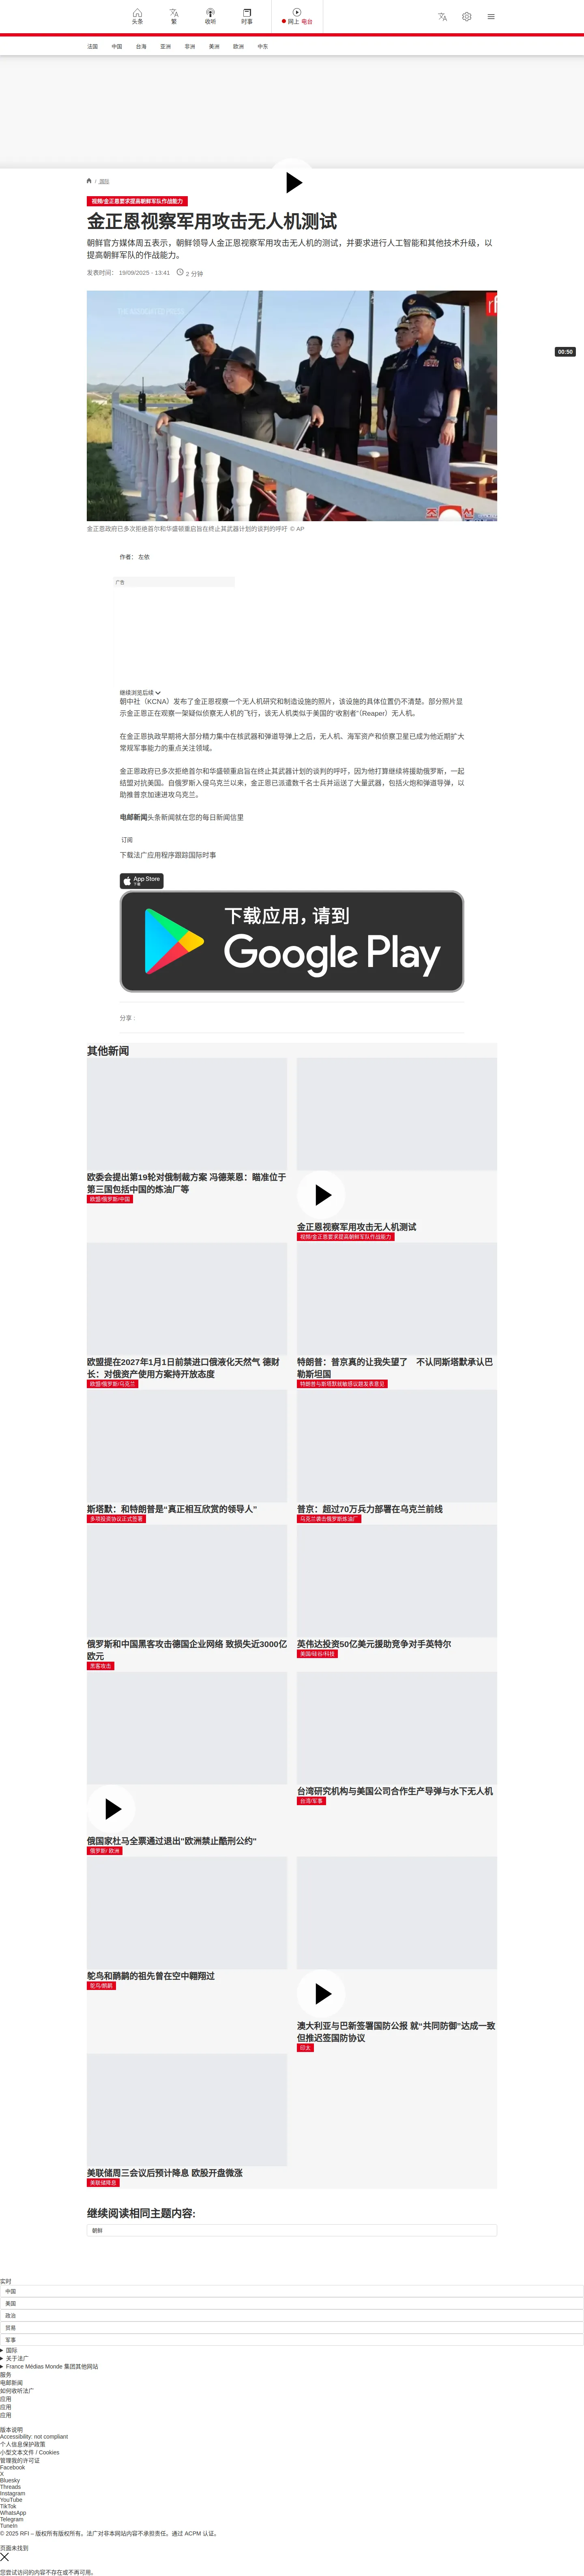 头条
繁
收听
时事
网上 电台
法国
中国
台海
亚洲
非洲
美洲
欧洲
中东
/ 国际
视频/金正恩要求提高朝鲜军队作战能力
金正恩视察军用攻击无人机测试
朝鲜官方媒体周五表示，朝鲜领导人金正恩视察军用攻击无人机的测试，并要求进行人工智能和其他技术升级，以
提高朝鲜军队的作战能力。
发表时间： 19/09/2025 - 13:41
2 分钟
00:50
金正恩政府已多次拒绝首尔和华盛顿重启旨在终止其武器计划的谈判的呼吁 © AP
作者： 左依
广告
继续浏览后续
朝中社（KCNA）发布了金正恩视察一个无人机研究和制造设施的照片，该设施的具体位置仍不清楚。部分照片显
示金正恩正在观察一架疑似侦察无人机的飞行，该无人机类似于美国的“收割者”（Reaper）无人机。
在金正恩执政早期将大部分精力集中在核武器和弹道导弹上之后，无人机、海军资产和侦察卫星已成为他近期扩大
常规军事能力的重点关注领域。
金正恩政府已多次拒绝首尔和华盛顿重启旨在终止其武器计划的谈判的呼吁，因为他打算继续将援助俄罗斯，一起
结盟对抗美国。自俄罗斯入侵乌克兰以来，金正恩已派遣数千名士兵并运送了大量武器，包括火炮和弹道导弹，以
助推普京加速进攻乌克兰。
电邮新闻头条新闻就在您的每日新闻信里
订阅
下载法广应用程序跟踪国际时事
App Store
下载
下载应用，请到
Google Play
分享 :
其他新闻
欧委会提出第19轮对俄制裁方案 冯德莱恩：瞄准位于
第三国包括中国的炼油厂等
欧盟/俄罗斯/中国
金正恩视察军用攻击无人机测试
视频/金正恩要求提高朝鲜军队作战能力
欧盟提在2027年1月1日前禁进口俄液化天然气 德财
长：对俄资产使用方案持开放态度
欧盟/俄罗斯/乌克兰
特朗普：普京真的让我失望了 不认同斯塔默承认巴
勒斯坦国
特朗普与斯塔默就敏感议题发表意见
斯塔默：和特朗普是“真正相互欣赏的领导人”
多项投资协议正式签署
普京：超过70万兵力部署在乌克兰前线
乌克兰袭击俄罗斯炼油厂
俄罗斯和中国黑客攻击德国企业网络 致损失近3000亿
欧元
黑客攻击
英伟达投资50亿美元援助竞争对手英特尔
美国/硅谷/科技
俄国家杜马全票通过退出"欧洲禁止酷刑公约"
俄罗斯/ 欧洲
台湾研究机构与美国公司合作生产导弹与水下无人机
台湾/军事
鸵鸟和鹋鹋的祖先曾在空中翱翔过
鸵鸟/鹋鹋
澳大利亚与巴新签署国防公报 就“共同防御”达成一致
但推迟签国防协议
印太
美联储周三会议后预计降息 欧股开盘微涨
美联储降息
继续阅读相同主题内容:
朝鲜
实时
中国
美国
政治
贸易
军事
国际
关于法广
France Médias Monde 集团其他网站
服务
电邮新闻
如何收听法广
应用
应用
应用
版本说明
Accessibility: not compliant
个人信息保护政策
小型文本文件 / Cookies
管理我的许可证
Facebook
X
Bluesky
Threads
Instagram
YouTube
TikTok
WhatsApp
Telegram
TuneIn
© 2025 RFI – 版权所有版权所有。法广对非本网站内容不承担责任。通过 ACPM 认证。
页面未找到
您尝试访问的内容不存在或不再可用。